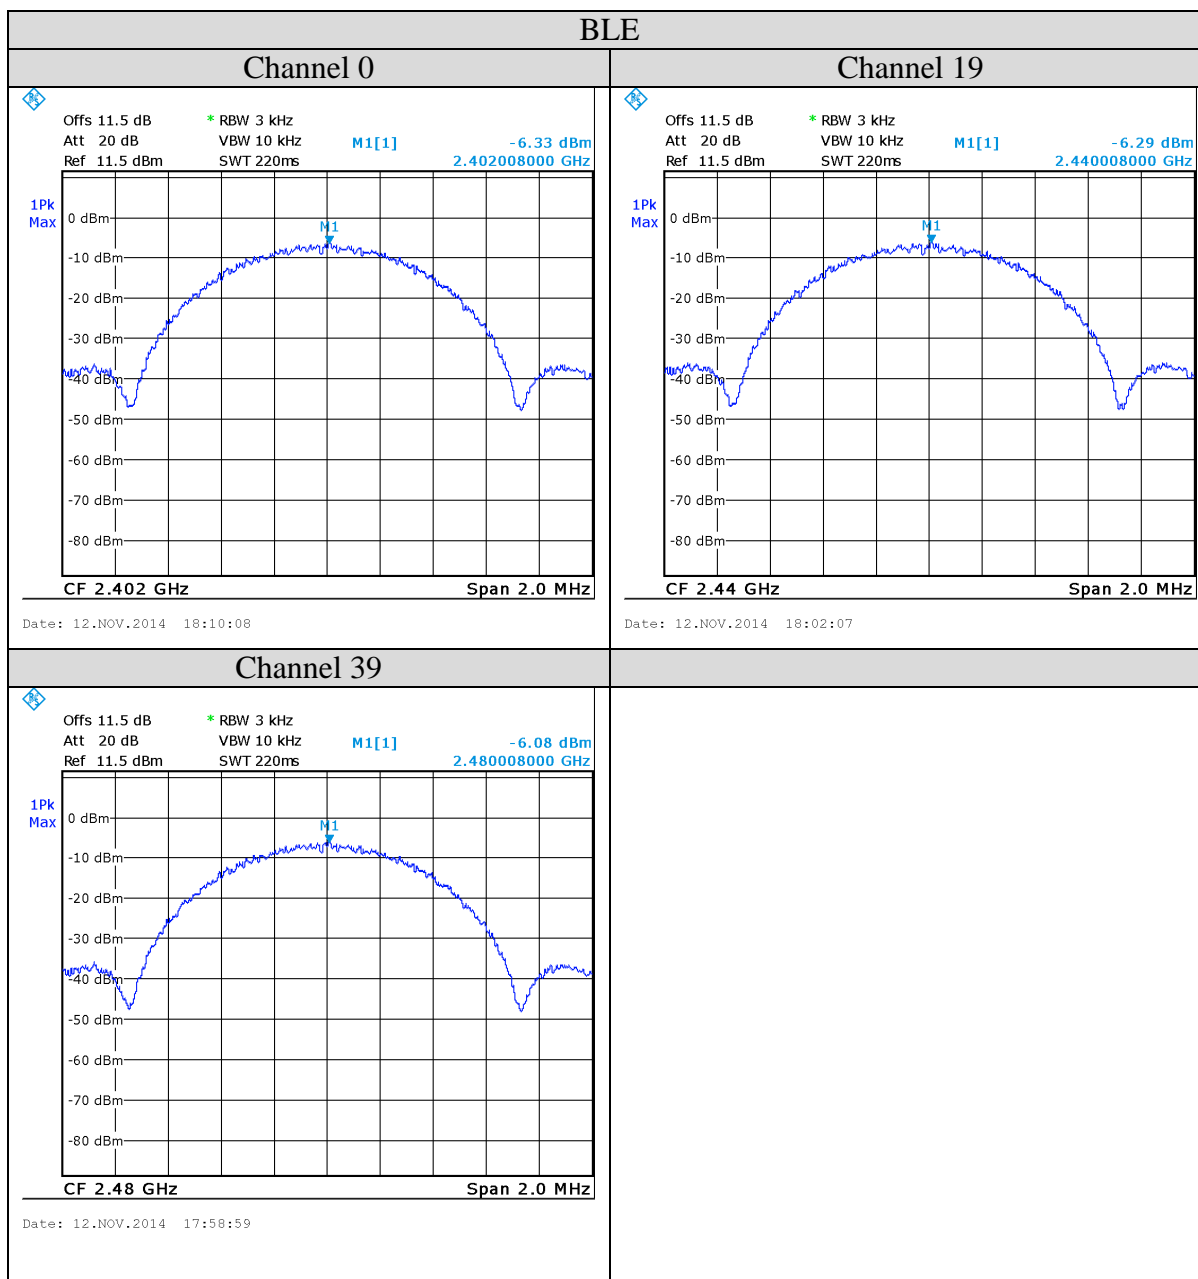 BLE
Channel 0
Channel 19
Offs 11.5 dB * RBW 3 kHz
Att 20 dB VBW 10 kHz M1[1] -6.33 dBm
Ref 11.5 dBm SWT 220ms 2.402008000 GHz
1Pk
Max
M1
0 dBm
-10 dBm
-20 dBm
-30 dBm
-40 dBm
-50 dBm
-60 dBm
-70 dBm
-80 dBm
CF 2.402 GHz Span 2.0 MHz
Date: 12.NOV.2014 18:10:08
Offs 11.5 dB * RBW 3 kHz
Att 20 dB VBW 10 kHz M1[1] -6.29 dBm
Ref 11.5 dBm SWT 220ms 2.440008000 GHz
1Pk
Max
M1
0 dBm
-10 dBm
-20 dBm
-30 dBm
-40 dBm
-50 dBm
-60 dBm
-70 dBm
-80 dBm
CF 2.44 GHz Span 2.0 MHz
Date: 12.NOV.2014 18:02:07
Channel 39
Offs 11.5 dB * RBW 3 kHz
Att 20 dB VBW 10 kHz M1[1] -6.08 dBm
Ref 11.5 dBm SWT 220ms 2.480008000 GHz
1Pk
Max
M1
0 dBm
-10 dBm
-20 dBm
-30 dBm
-40 dBm
-50 dBm
-60 dBm
-70 dBm
-80 dBm
CF 2.48 GHz Span 2.0 MHz
Date: 12.NOV.2014 17:58:59